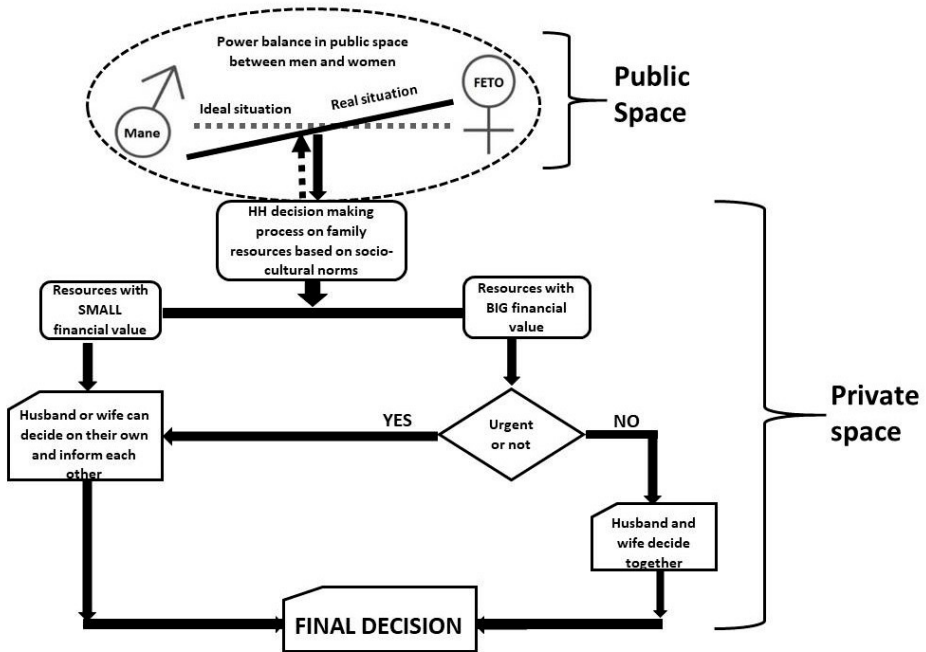 Power balance in public space
between men and women
FETO
Real situation
Ideal situation
Mane
Public
Space
HH decision making
process on family
resources based on socio-
cultural norms
Resources with
SMALL
financial value
Resources with
BIG financial
value
Husband or wife can
decide on their own
and inform each
other
YES
Urgent
or not
NO
Private
space
Husband and
wife decide
together
FINAL DECISION